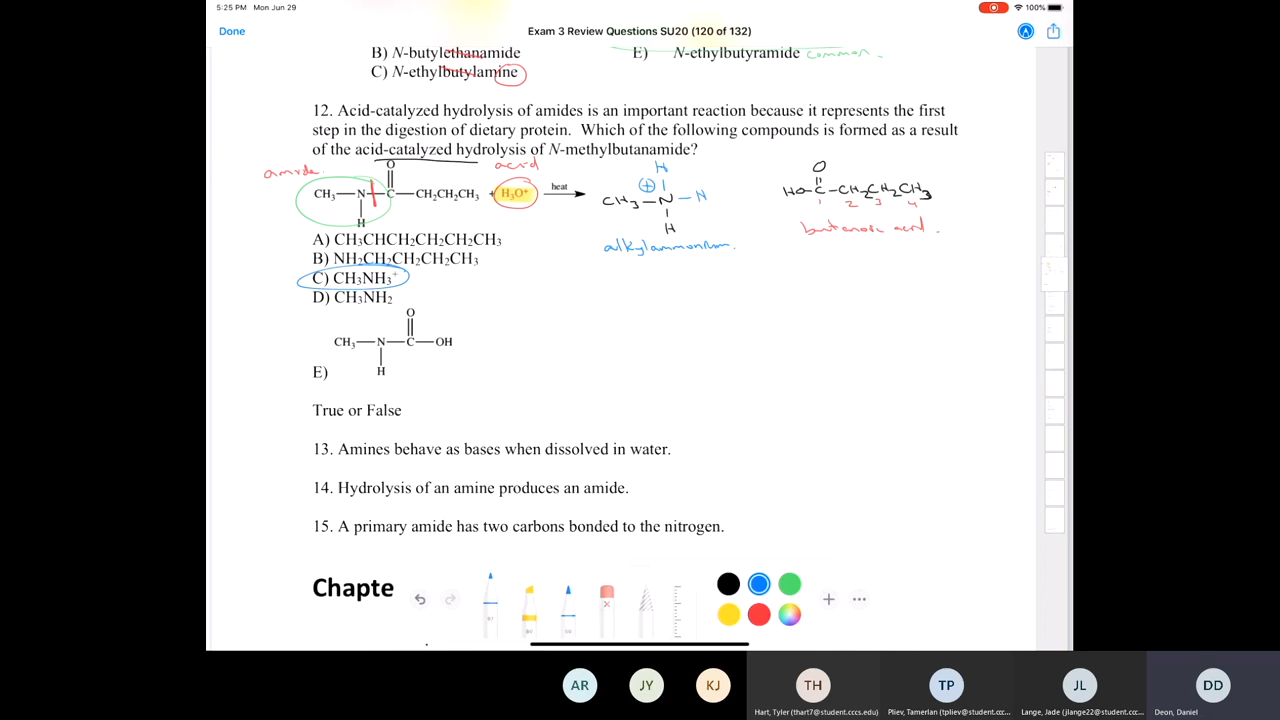 5:25 PM Mon Jun 29
100%
Done
Exam 3 Review Questions SU20 (120 of 132)
B) N-butylethanamide
E) N-ethylbutyramide common.
C) N-ethylbutylamine
12. Acid-catalyzed hydrolysis of amides is an important reaction because it represents the first
step in the digestion of dietary protein. Which of the following compounds is formed as a result
of the acid-catalyzed hydrolysis of N-methylbutanamide?
amide. acid
O
CH3—N—C—CH2CH2CH3 + H3O+ heat
H
H
⊕
CH3—N—N
H
alkylammonium.
O
HO—C—CH2CH2CH3
1 2 3 4
butanoic acid.
A) CH3CHCH2CH2CH2CH3
B) NH2CH2CH2CH2CH3
C) CH3NH3+
D) CH3NH2
O
CH3—N—C—OH
H
E)
True or False
13. Amines behave as bases when dissolved in water.
14. Hydrolysis of an amine produces an amide.
15. A primary amide has two carbons bonded to the nitrogen.
Chapte
AR JY KJ TH TP JL DD
Hart, Tyler (thart7@student.cccs.edu) Pliev, Tamerlan (tpliev@student.ccc... Lange, Jade (jlange22@student.ccc... Deon, Daniel